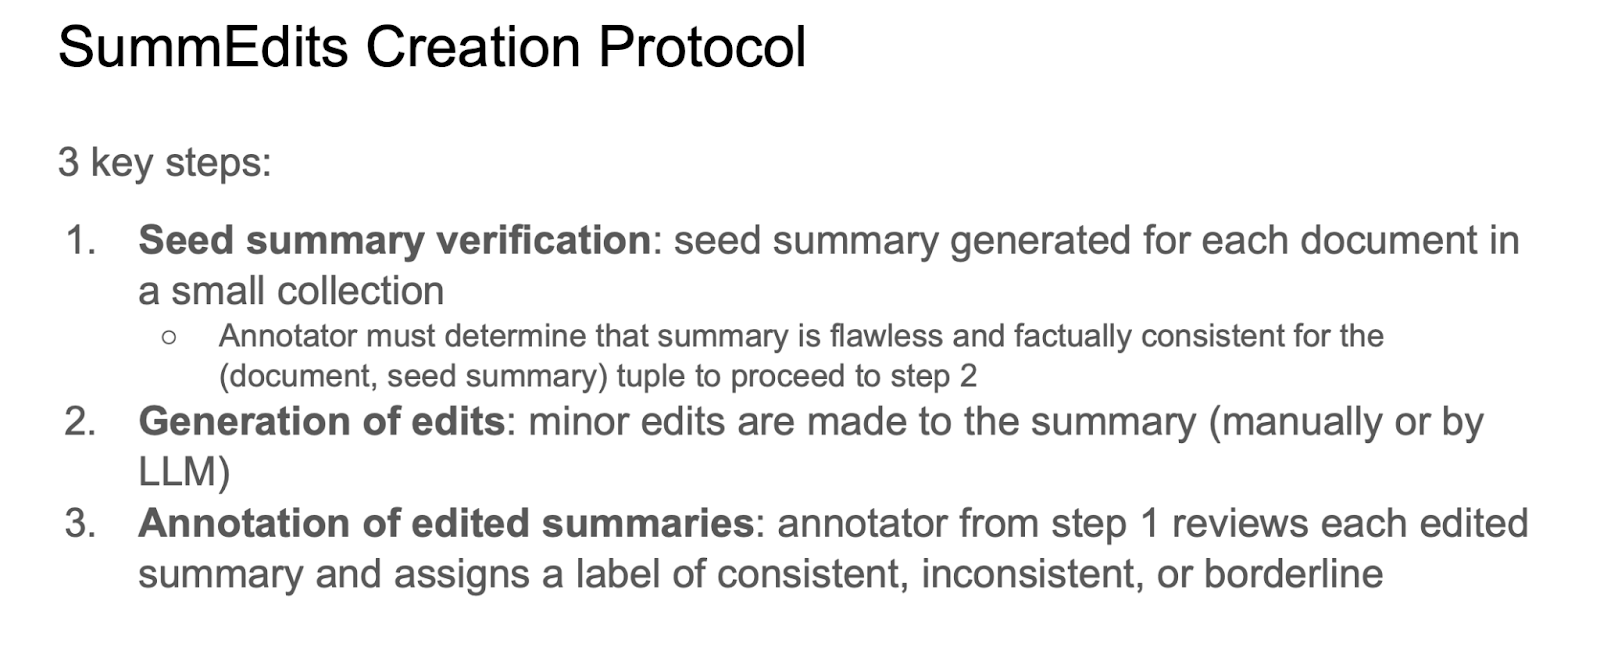 SummEdits Creation Protocol
3 key steps:
1. Seed summary verification: seed summary generated for each document in
a small collection
○ Annotator must determine that summary is flawless and factually consistent for the
(document, seed summary) tuple to proceed to step 2
2. Generation of edits: minor edits are made to the summary (manually or by
LLM)
3. Annotation of edited summaries: annotator from step 1 reviews each edited
summary and assigns a label of consistent, inconsistent, or borderline